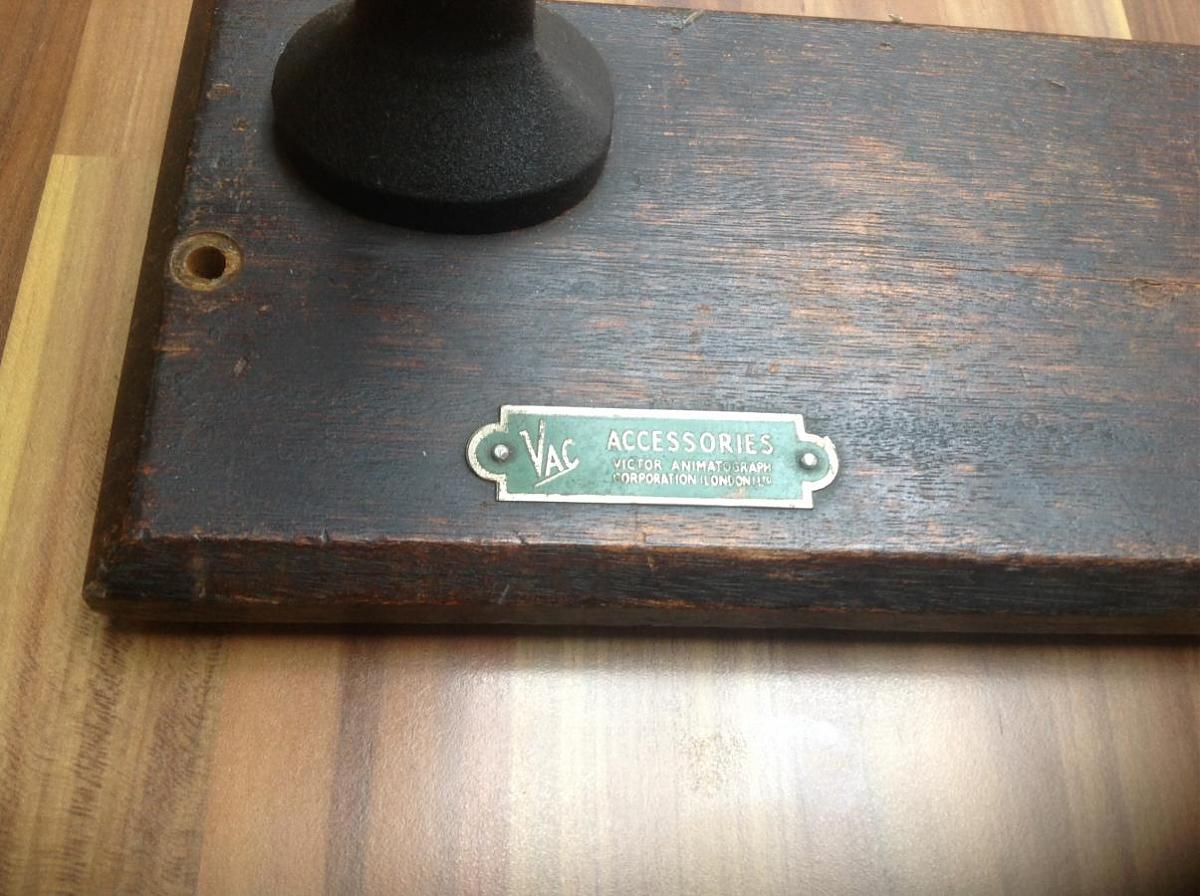 VAC
ACCESSORIES
VICTOR ANIMATOGRAPH
CORPORATION (LONDON) LTD